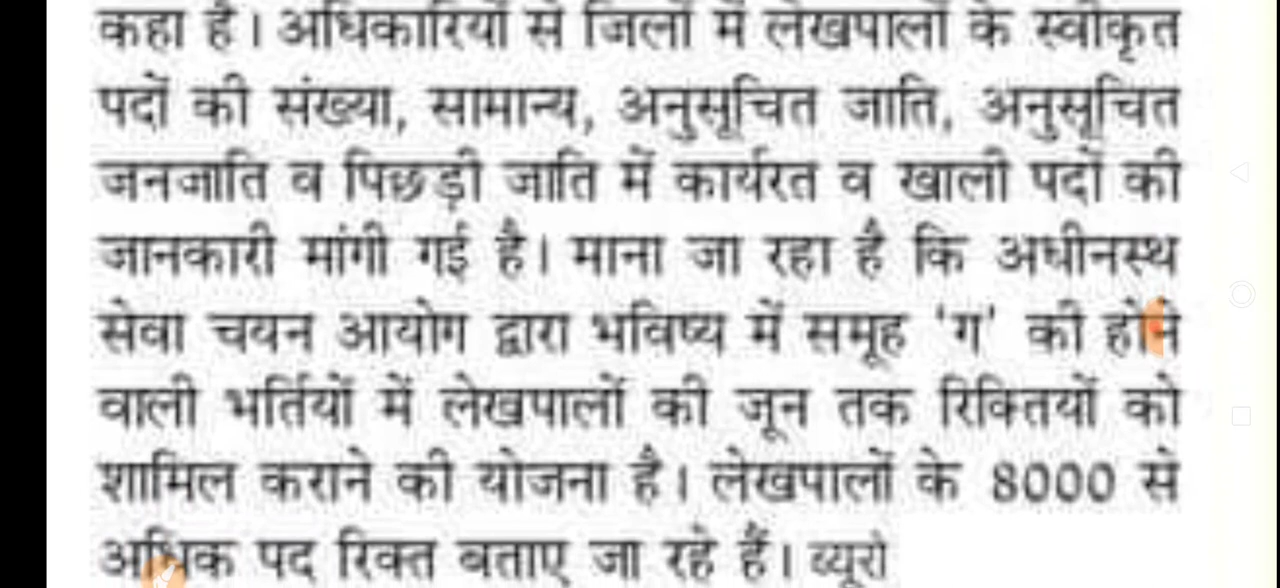 कहा है। अधिकारियों से जिलों में लेखपालों के स्वीकृत
पदों की संख्या, सामान्य, अनुसूचित जाति, अनुसूचित
जनजाति व पिछड़ी जाति में कार्यरत व खाली पदों की
जानकारी मांगी गई है। माना जा रहा है कि अधीनस्थ
सेवा चयन आयोग द्वारा भविष्य में समूह 'ग' की होने
वाली भर्तियों में लेखपालों की जून तक रिक्तियों को
शामिल कराने की योजना है। लेखपालों के 8000 से
अधिक पद रिक्त बताए जा रहे हैं। ब्यूरो